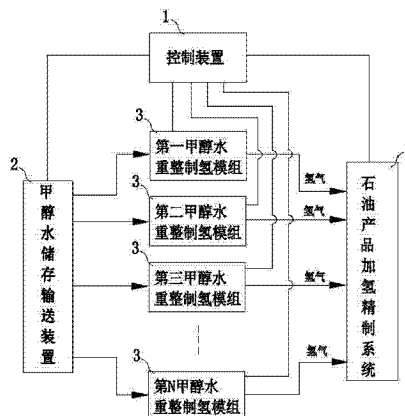 1
控制装置
3
第一甲醇水
重整制氢模组
氢气
2
甲醇水储存输送装置
3
第二甲醇水
重整制氢模组
氢气
石油产品加氢精制系统
3
第三甲醇水
重整制氢模组
氢气
3
第N甲醇水
重整制氢模组
氢气